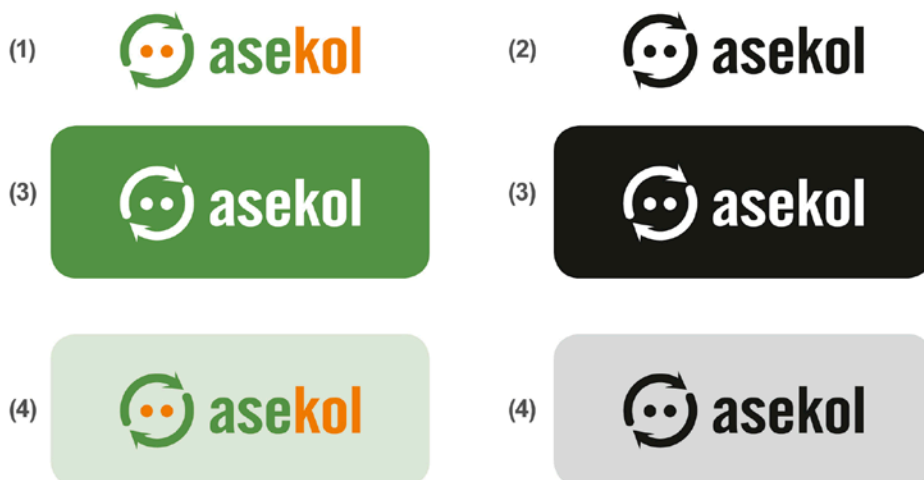 (1) asekol
(2) asekol
(3) asekol
(3) asekol
(4) asekol
(4) asekol